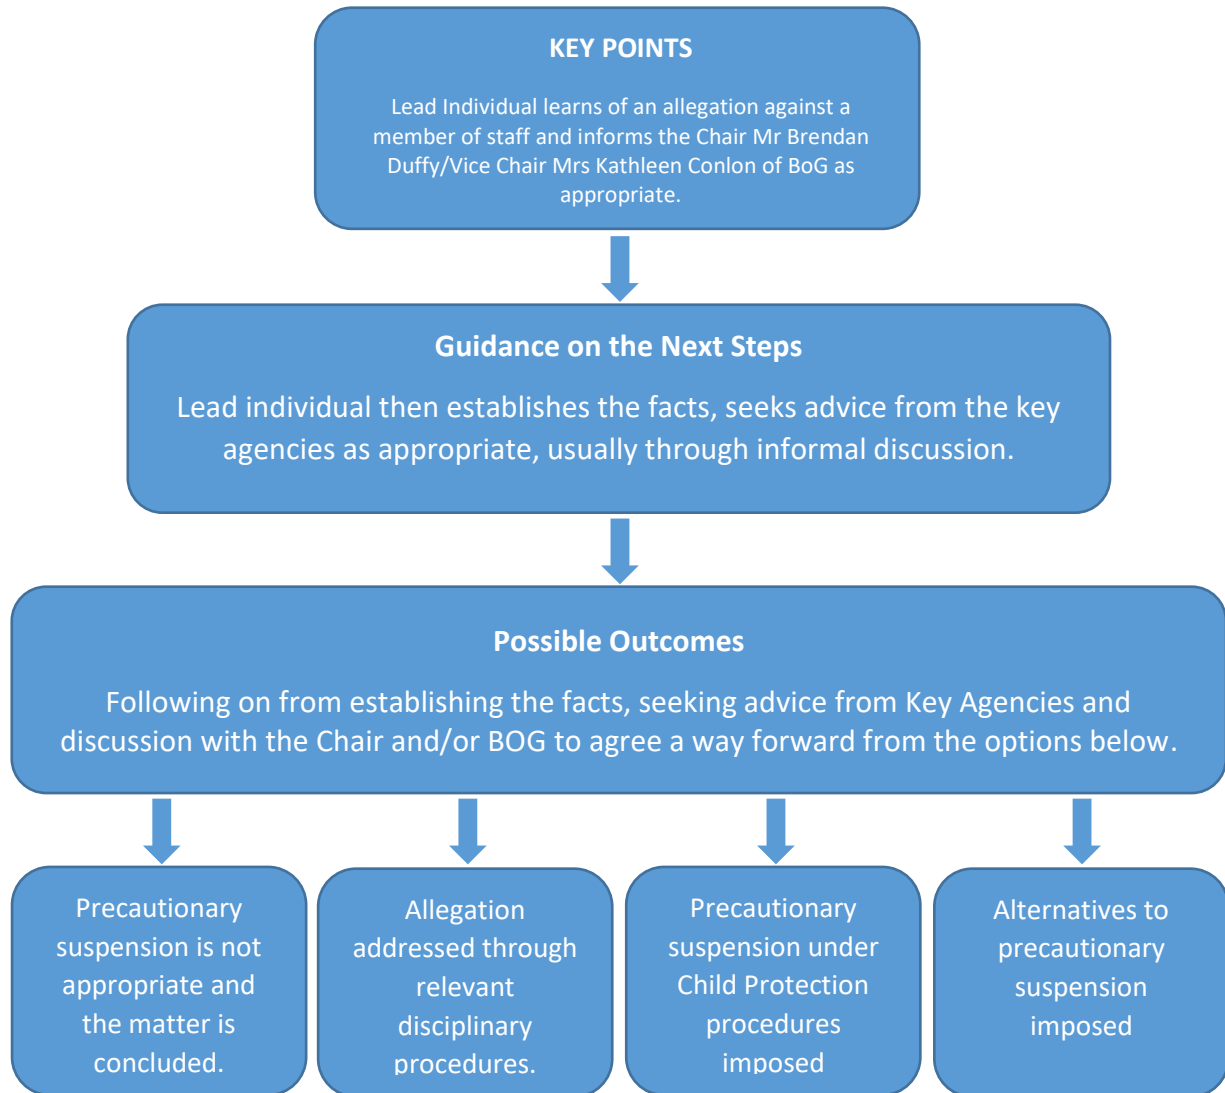 KEY POINTS
Lead Individual learns of an allegation against a
member of staff and informs the Chair Mr Brendan
Duffy/Vice Chair Mrs Kathleen Conlon of BoG as
appropriate.
Guidance on the Next Steps
Lead individual then establishes the facts, seeks advice from the key
agencies as appropriate, usually through informal discussion.
Possible Outcomes
Following on from establishing the facts, seeking advice from Key Agencies and
discussion with the Chair and/or BOG to agree a way forward from the options below.
Precautionary
suspension is not
appropriate and
the matter is
concluded.
Allegation
addressed through
relevant
disciplinary
procedures.
Precautionary
suspension under
Child Protection
procedures
imposed
Alternatives to
precautionary
suspension
imposed